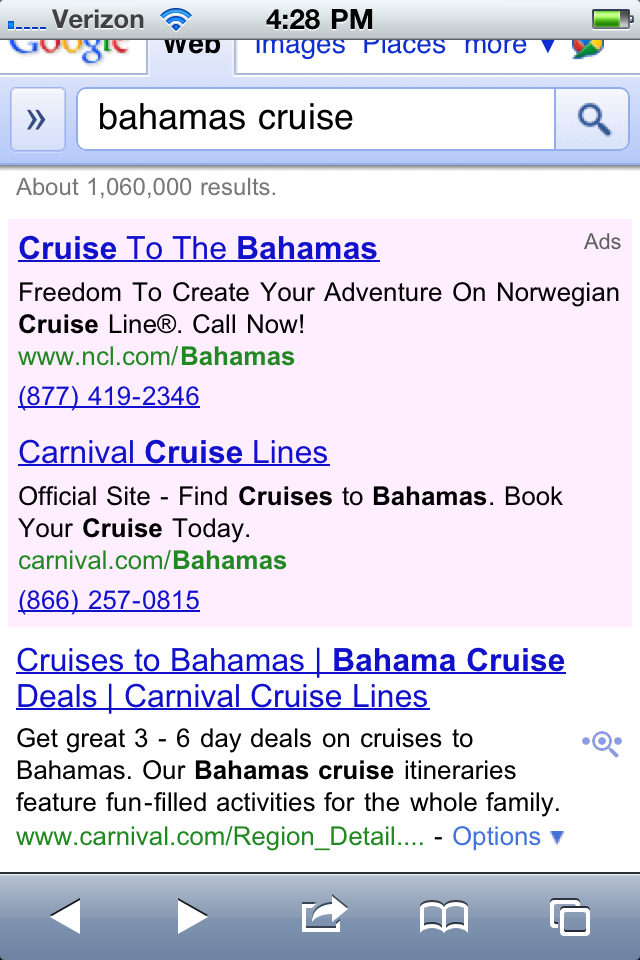 Verizon 4:28 PM
Google Web Images Places more ▼
» bahamas cruise
About 1,060,000 results.
Cruise To The Bahamas Ads
Freedom To Create Your Adventure On Norwegian
Cruise Line®. Call Now!
www.ncl.com/Bahamas
(877) 419-2346
Carnival Cruise Lines
Official Site - Find Cruises to Bahamas. Book
Your Cruise Today.
carnival.com/Bahamas
(866) 257-0815
Cruises to Bahamas | Bahama Cruise
Deals | Carnival Cruise Lines
Get great 3 - 6 day deals on cruises to
Bahamas. Our Bahamas cruise itineraries
feature fun-filled activities for the whole family.
www.carnival.com/Region_Detail.... - Options ▼